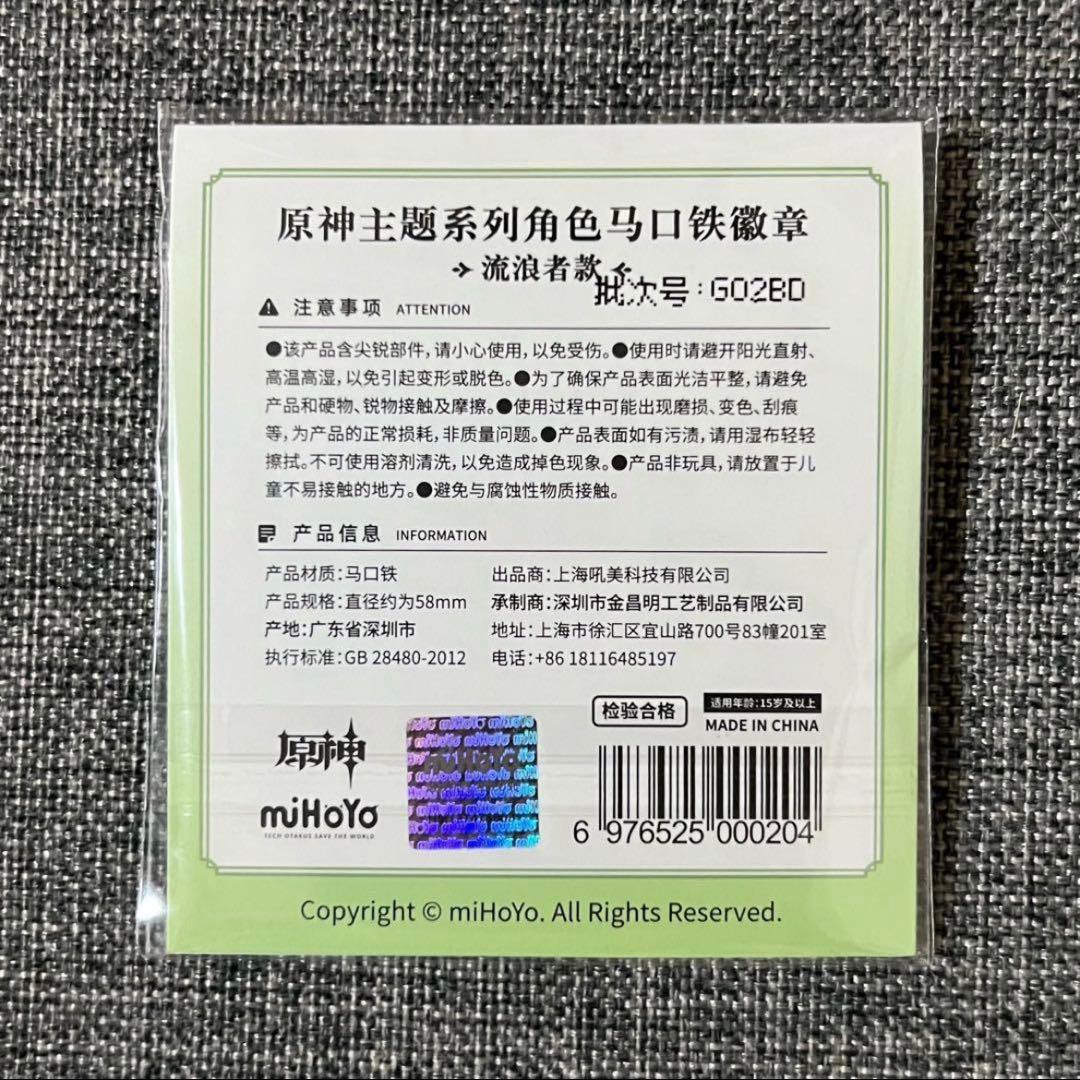 原神主题系列角色马口铁徽章
流浪者款
批次号:G02BD
注意事项 ATTENTION
●该产品含尖锐部件,请小心使用,以免受伤。●使用时请避开阳光直射、
高温高湿,以免引起变形或脱色。●为了确保产品表面光洁平整,请避免
产品和硬物、锐物接触及摩擦。●使用过程中可能出现磨损、变色、刮痕
等,为产品的正常损耗,非质量问题。●产品表面如有污渍,请用湿布轻轻
擦拭。不可使用溶剂清洗,以免造成掉色现象。●产品非玩具,请放置于儿
童不易接触的地方。●避免与腐蚀性物质接触。
产品信息 INFORMATION
产品材质:马口铁 出品商:上海吼美科技有限公司
产品规格:直径约为58mm 承制商:深圳市金昌明工艺制品有限公司
产地:广东省深圳市 地址:上海市徐汇区宜山路700号83幢201室
执行标准:GB 28480-2012 电话:+86 18116485197
检验合格 适用年龄:15岁及以上
MADE IN CHINA
原神
miHoYo
TECH OTAKUS SAVE THE WORLD
miHoYo
6 976525 000204
Copyright © miHoYo. All Rights Reserved.